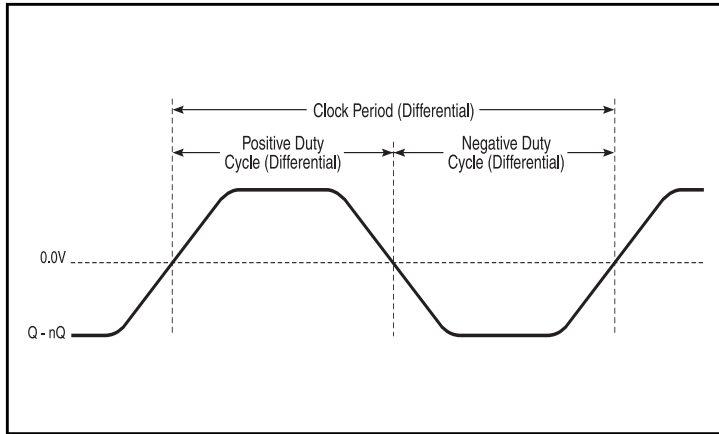 Clock Period (Differential)
Positive Duty
Cycle (Differential)
Negative Duty
Cycle (Differential)
0.0V
Q - nQ